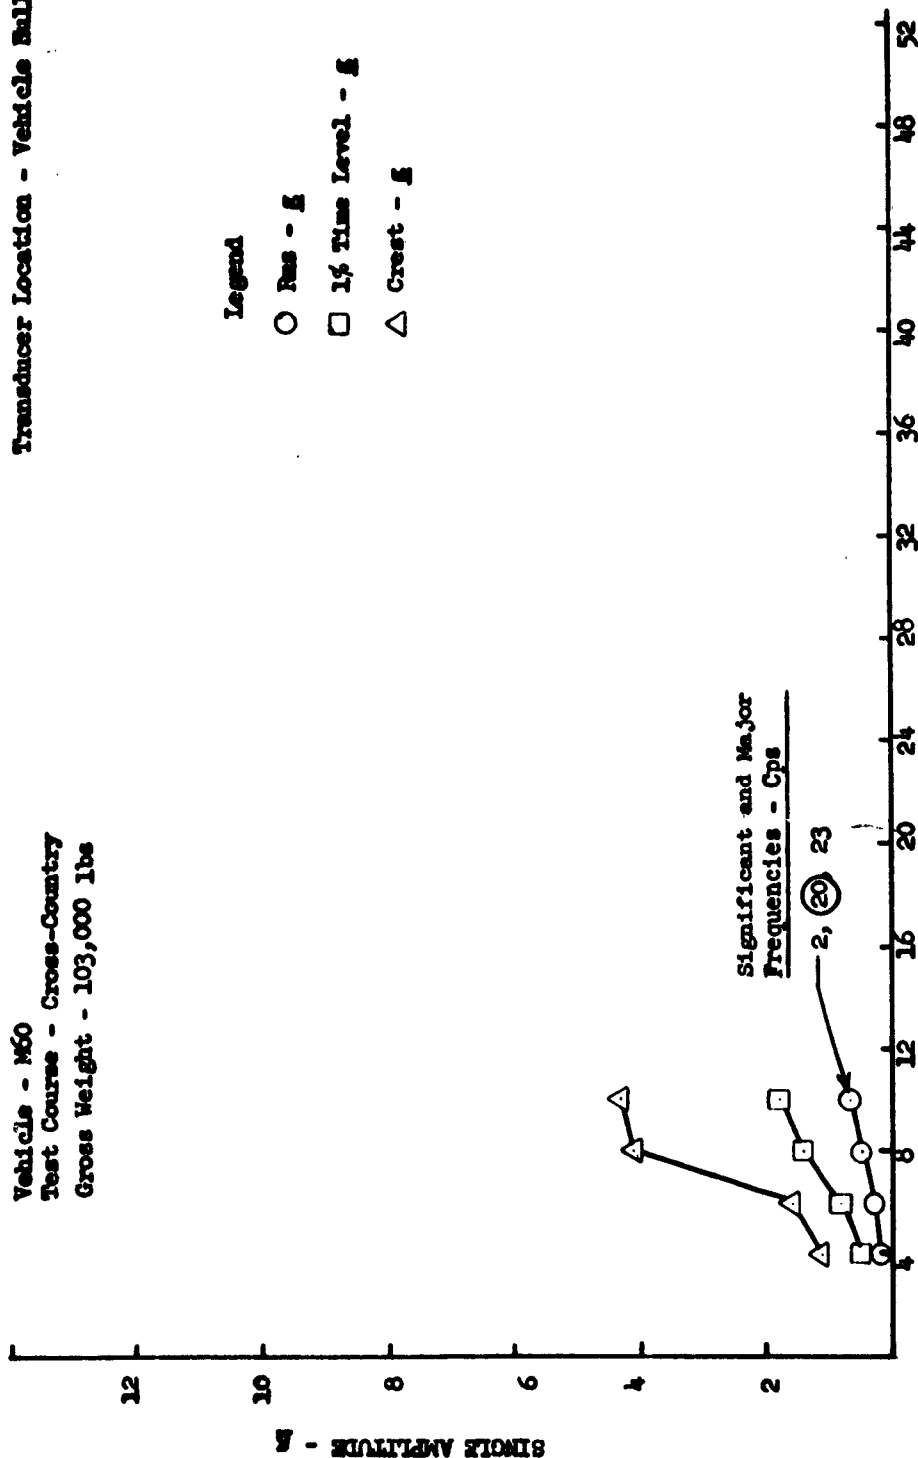 Vehicle - M60
Test Course - Cross-Country
Gross Weight - 103,000 lbs
Transducer Location - Vehicle
Legend
Rms - g
1% Time Level - g
Crest - g
Significant and Major
Frequencies - Cps
2, 20, 23
SINGLE AMPLITUDE - g
12
10
8
6
4
2
4 8 12 16 20 24 28 32 36 40 44 48 52